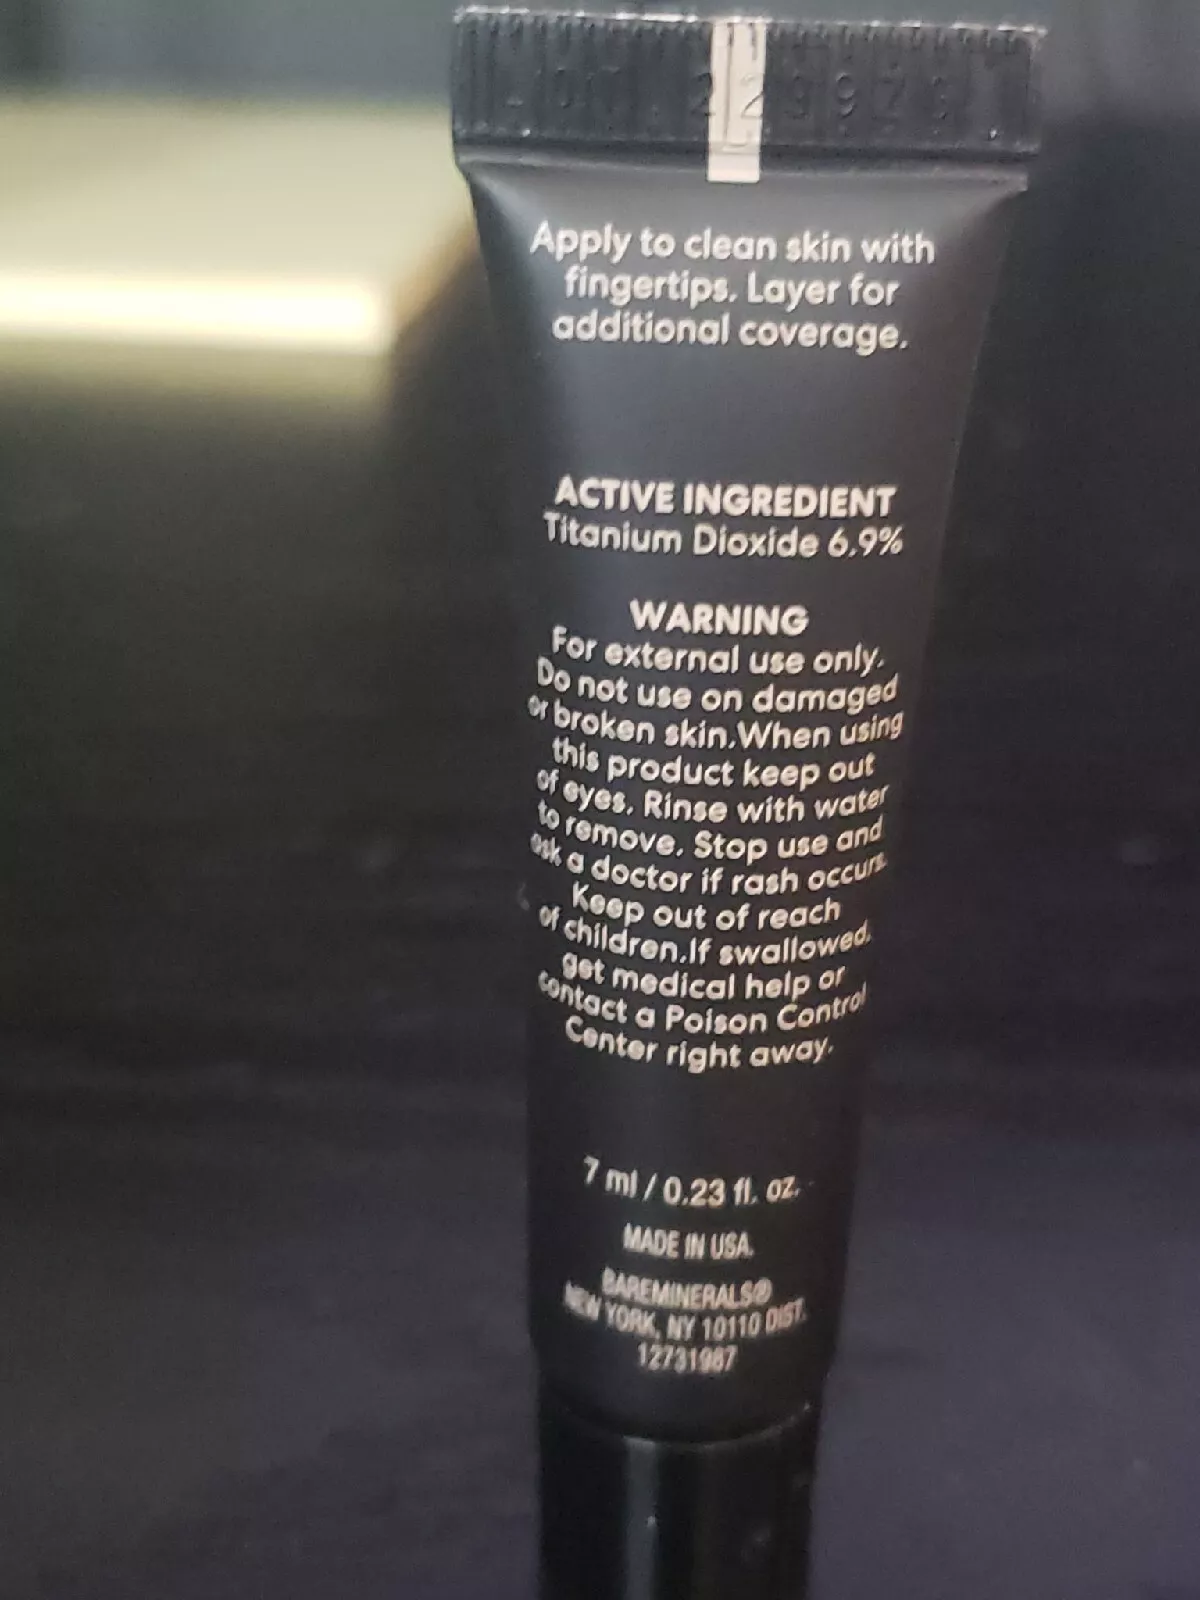 Apply to clean skin with
fingertips. Layer for
additional coverage.
ACTIVE INGREDIENT
Titanium Dioxide 6.9%
WARNING
For external use only.
Do not use on damaged
or broken skin.When using
this product keep out
of eyes. Rinse with water
to remove. Stop use and
ask a doctor if rash occurs.
Keep out of reach
of children.If swallowed,
get medical help or
contact a Poison Control
Center right away.
7 ml / 0.23 fl. oz.
MADE IN USA.
BAREMINERALS®
NEW YORK, NY 10110 DIST.
12731987